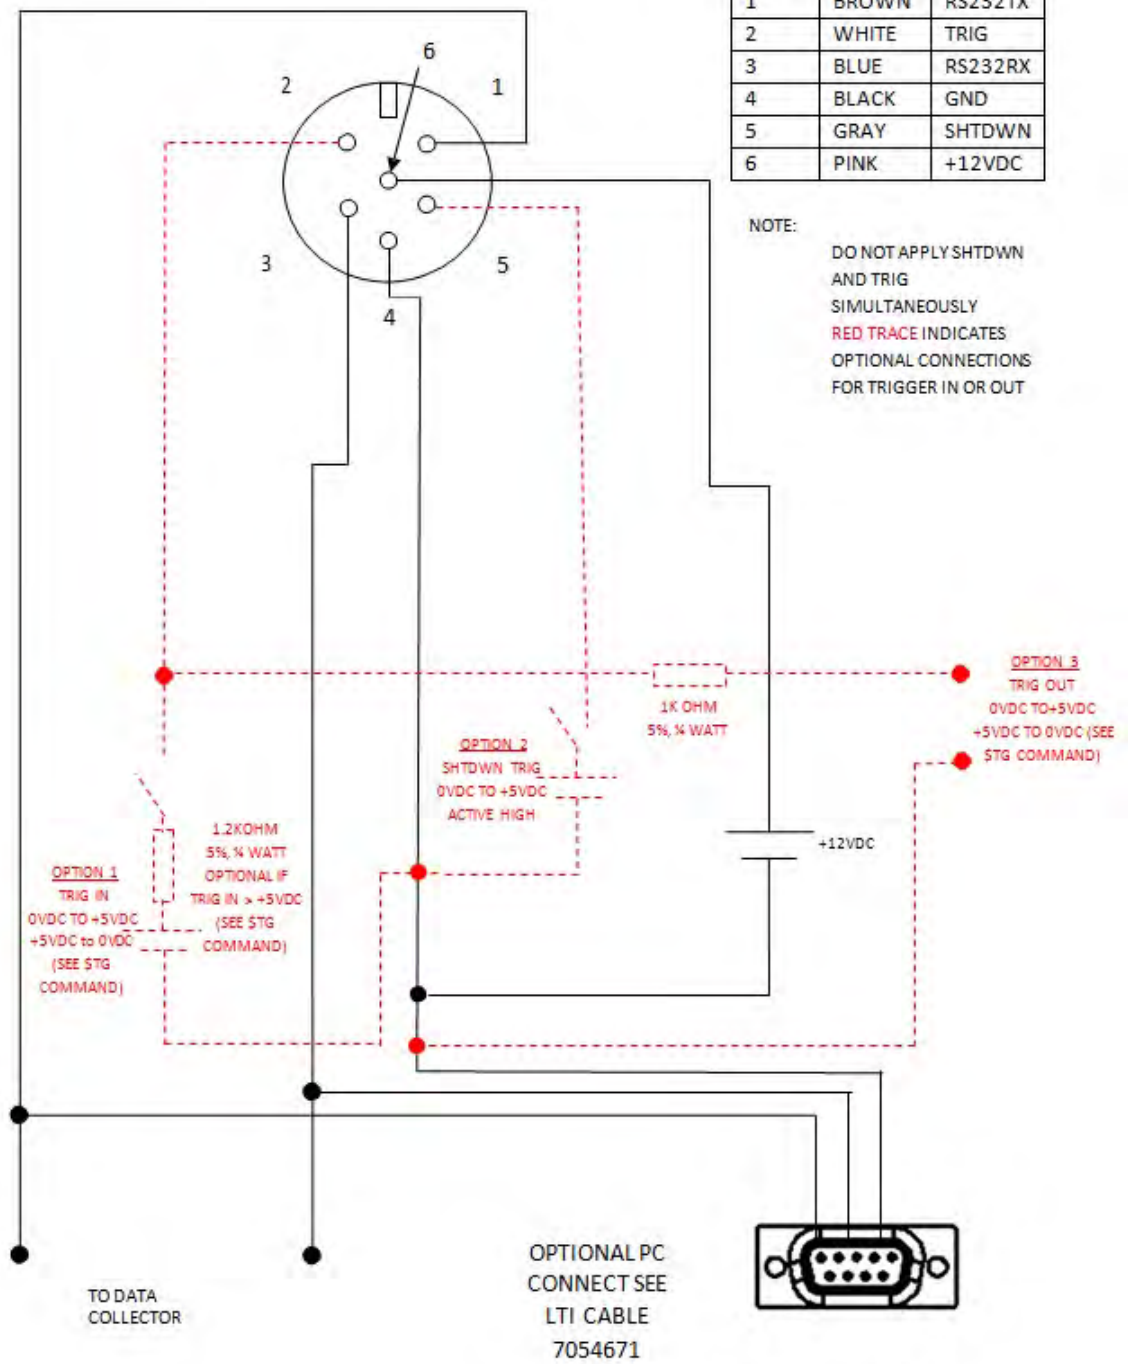 1 BROWN RS232TX
2 WHITE TRIG
3 BLUE RS232RX
4 BLACK GND
5 GRAY SHTDWN
6 PINK +12VDC
6
2
1
3
5
4
NOTE:
DO NOT APPLY SHTDWN
AND TRIG
SIMULTANEOUSLY
RED TRACE INDICATES
OPTIONAL CONNECTIONS
FOR TRIGGER IN OR OUT
OPTION 3
TRIG OUT
0VDC TO+5VDC
+5VDC TO 0VDC (SEE
$TG COMMAND)
1K OHM
5%, ¼ WATT
OPTION 2
SHTDWN TRIG
0VDC TO +5VDC
ACTIVE HIGH
+12VDC
1.2KOHM
5%, ¼ WATT
OPTIONAL IF
TRIG IN > +5VDC
(SEE $TG
COMMAND)
OPTION 1
TRIG IN
0VDC TO +5VDC
+5VDC to 0VDC
(SEE $TG
COMMAND)
TO DATA
COLLECTOR
OPTIONAL PC
CONNECT SEE
LTI CABLE
7054671